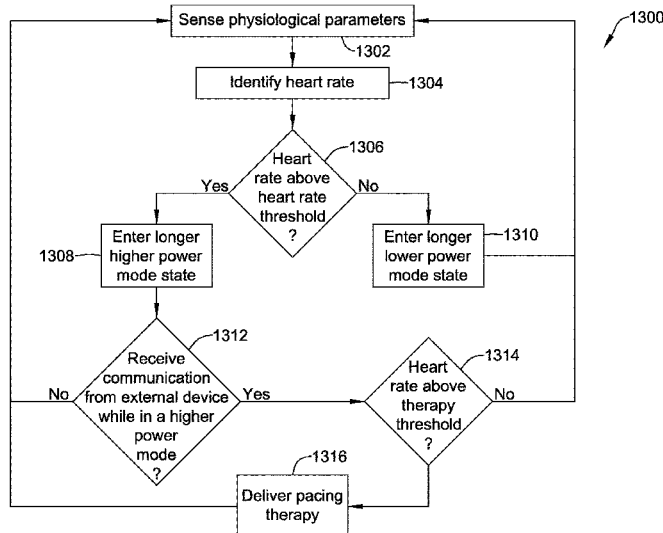 Sense physiological parameters
1302
1300
Identify heart rate
1304
1306
Heart
rate above
heart rate
threshold
?
Yes
No
Enter longer
higher power
mode state
1308
Enter longer
lower power
mode state
1310
1312
Receive
communication
from external device
while in a higher
power
mode
?
No
Yes
1314
Heart
rate above
therapy
threshold
?
No
1316
Deliver pacing
therapy